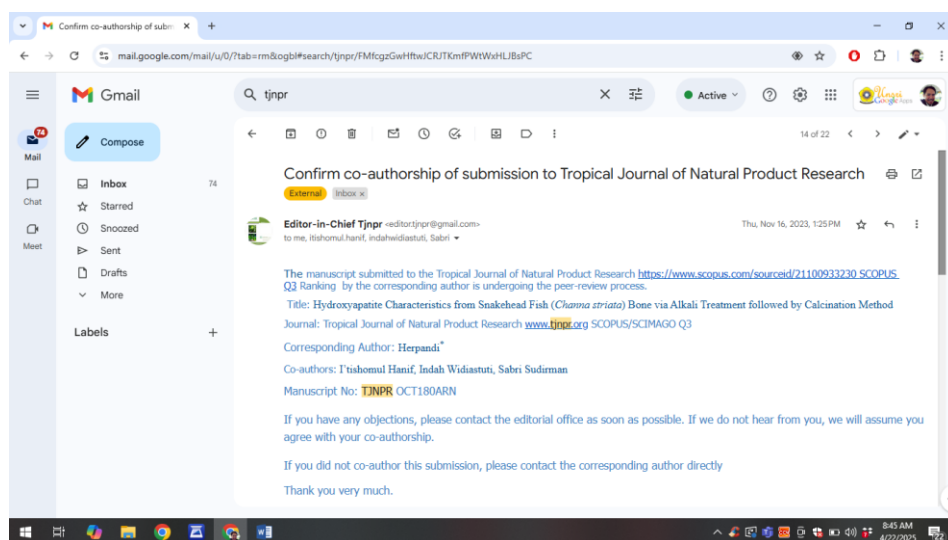 Confirm co-authorship of subm
mail.google.com/mail/u/0/?tab=rm&ogbl#search/tjnpr/FMfcgzGwHftwJCRJTKmfPWtWxHLJBsPC
Gmail
tjnpr
Active
74
Mail
Compose
14 of 22
Chat
Meet
Inbox 74
Starred
Snoozed
Sent
Drafts
More
Labels
Confirm co-authorship of submission to Tropical Journal of Natural Product Research
External Inbox x
Editor-in-Chief Tjnpr <editor.tjnpr@gmail.com>
Thu, Nov 16, 2023, 1:25 PM
to me, itishomul.hanif, indahwidiastuti, Sabri
The manuscript submitted to the Tropical Journal of Natural Product Research https://www.scopus.com/sourceid/21100933230 SCOPUS
Q3 Ranking by the corresponding author is undergoing the peer-review process.
Title: Hydroxyapatite Characteristics from Snakehead Fish (Channa striata) Bone via Alkali Treatment followed by Calcination Method
Journal: Tropical Journal of Natural Product Research www.tjnpr.org SCOPUS/SCIMAGO Q3
Corresponding Author: Herpandi*
Co-authors: I'tishomul Hanif, Indah Widiastuti, Sabri Sudirman
Manuscript No: TJNPR OCT180ARN
If you have any objections, please contact the editorial office as soon as possible. If we do not hear from you, we will assume you
agree with your co-authorship.
If you did not co-author this submission, please contact the corresponding author directly
Thank you very much.
8:45 AM
4/22/2025